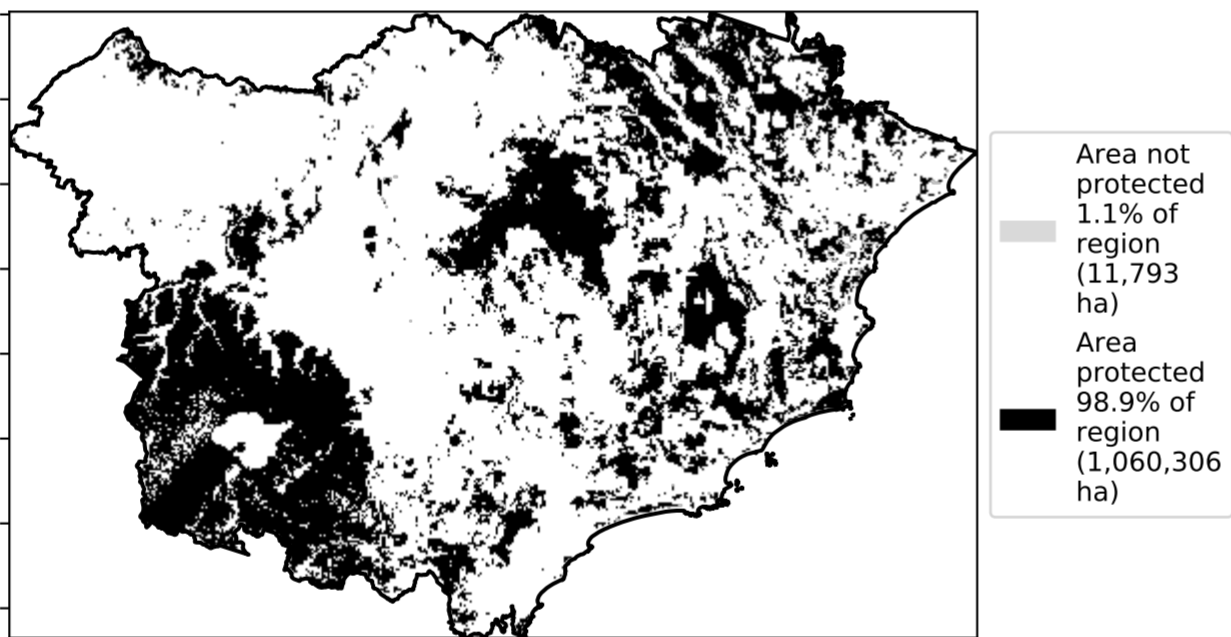 Area not
protected
1.1% of
region
(11,793
ha)
Area
protected
98.9% of
region
(1,060,306
ha)